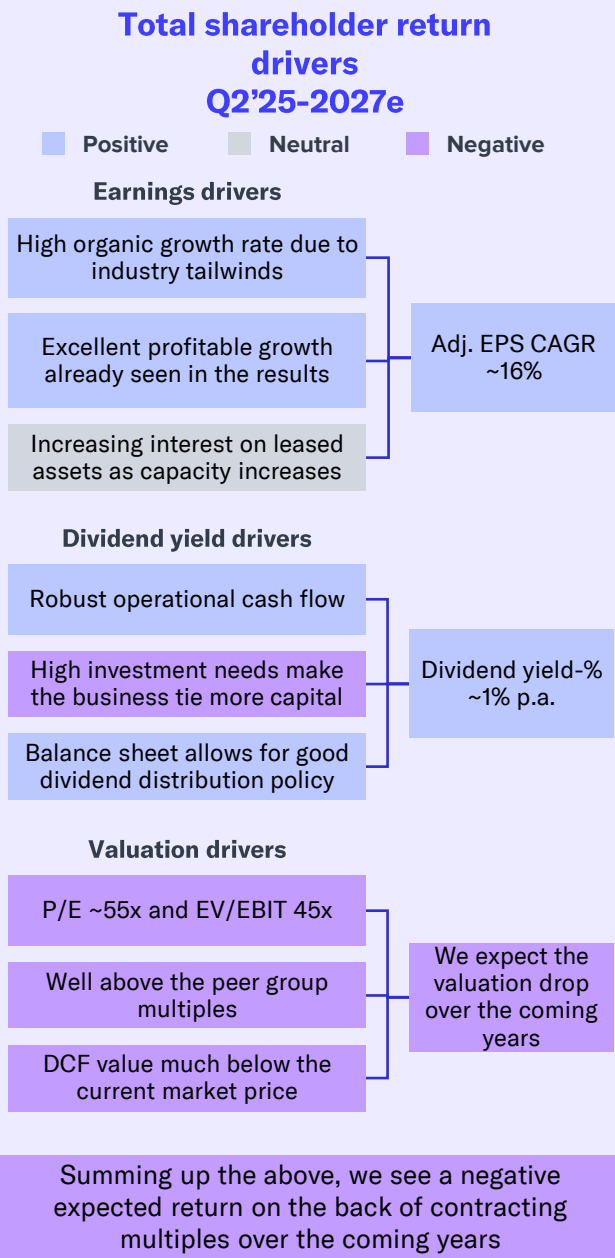 Total shareholder return
drivers
Q2’25-2027e
Positive
Neutral
Negative
Earnings drivers
High organic growth rate due to
industry tailwinds
Excellent profitable growth
already seen in the results
Increasing interest on leased
assets as capacity increases
Adj. EPS CAGR
~16%
Dividend yield drivers
Robust operational cash flow
High investment needs make
the business tie more capital
Balance sheet allows for good
dividend distribution policy
Dividend yield-%
~1% p.a.
Valuation drivers
P/E ~55x and EV/EBIT 45x
Well above the peer group
multiples
DCF value much below the
current market price
We expect the
valuation drop
over the coming
years
Summing up the above, we see a negative
expected return on the back of contracting
multiples over the coming years